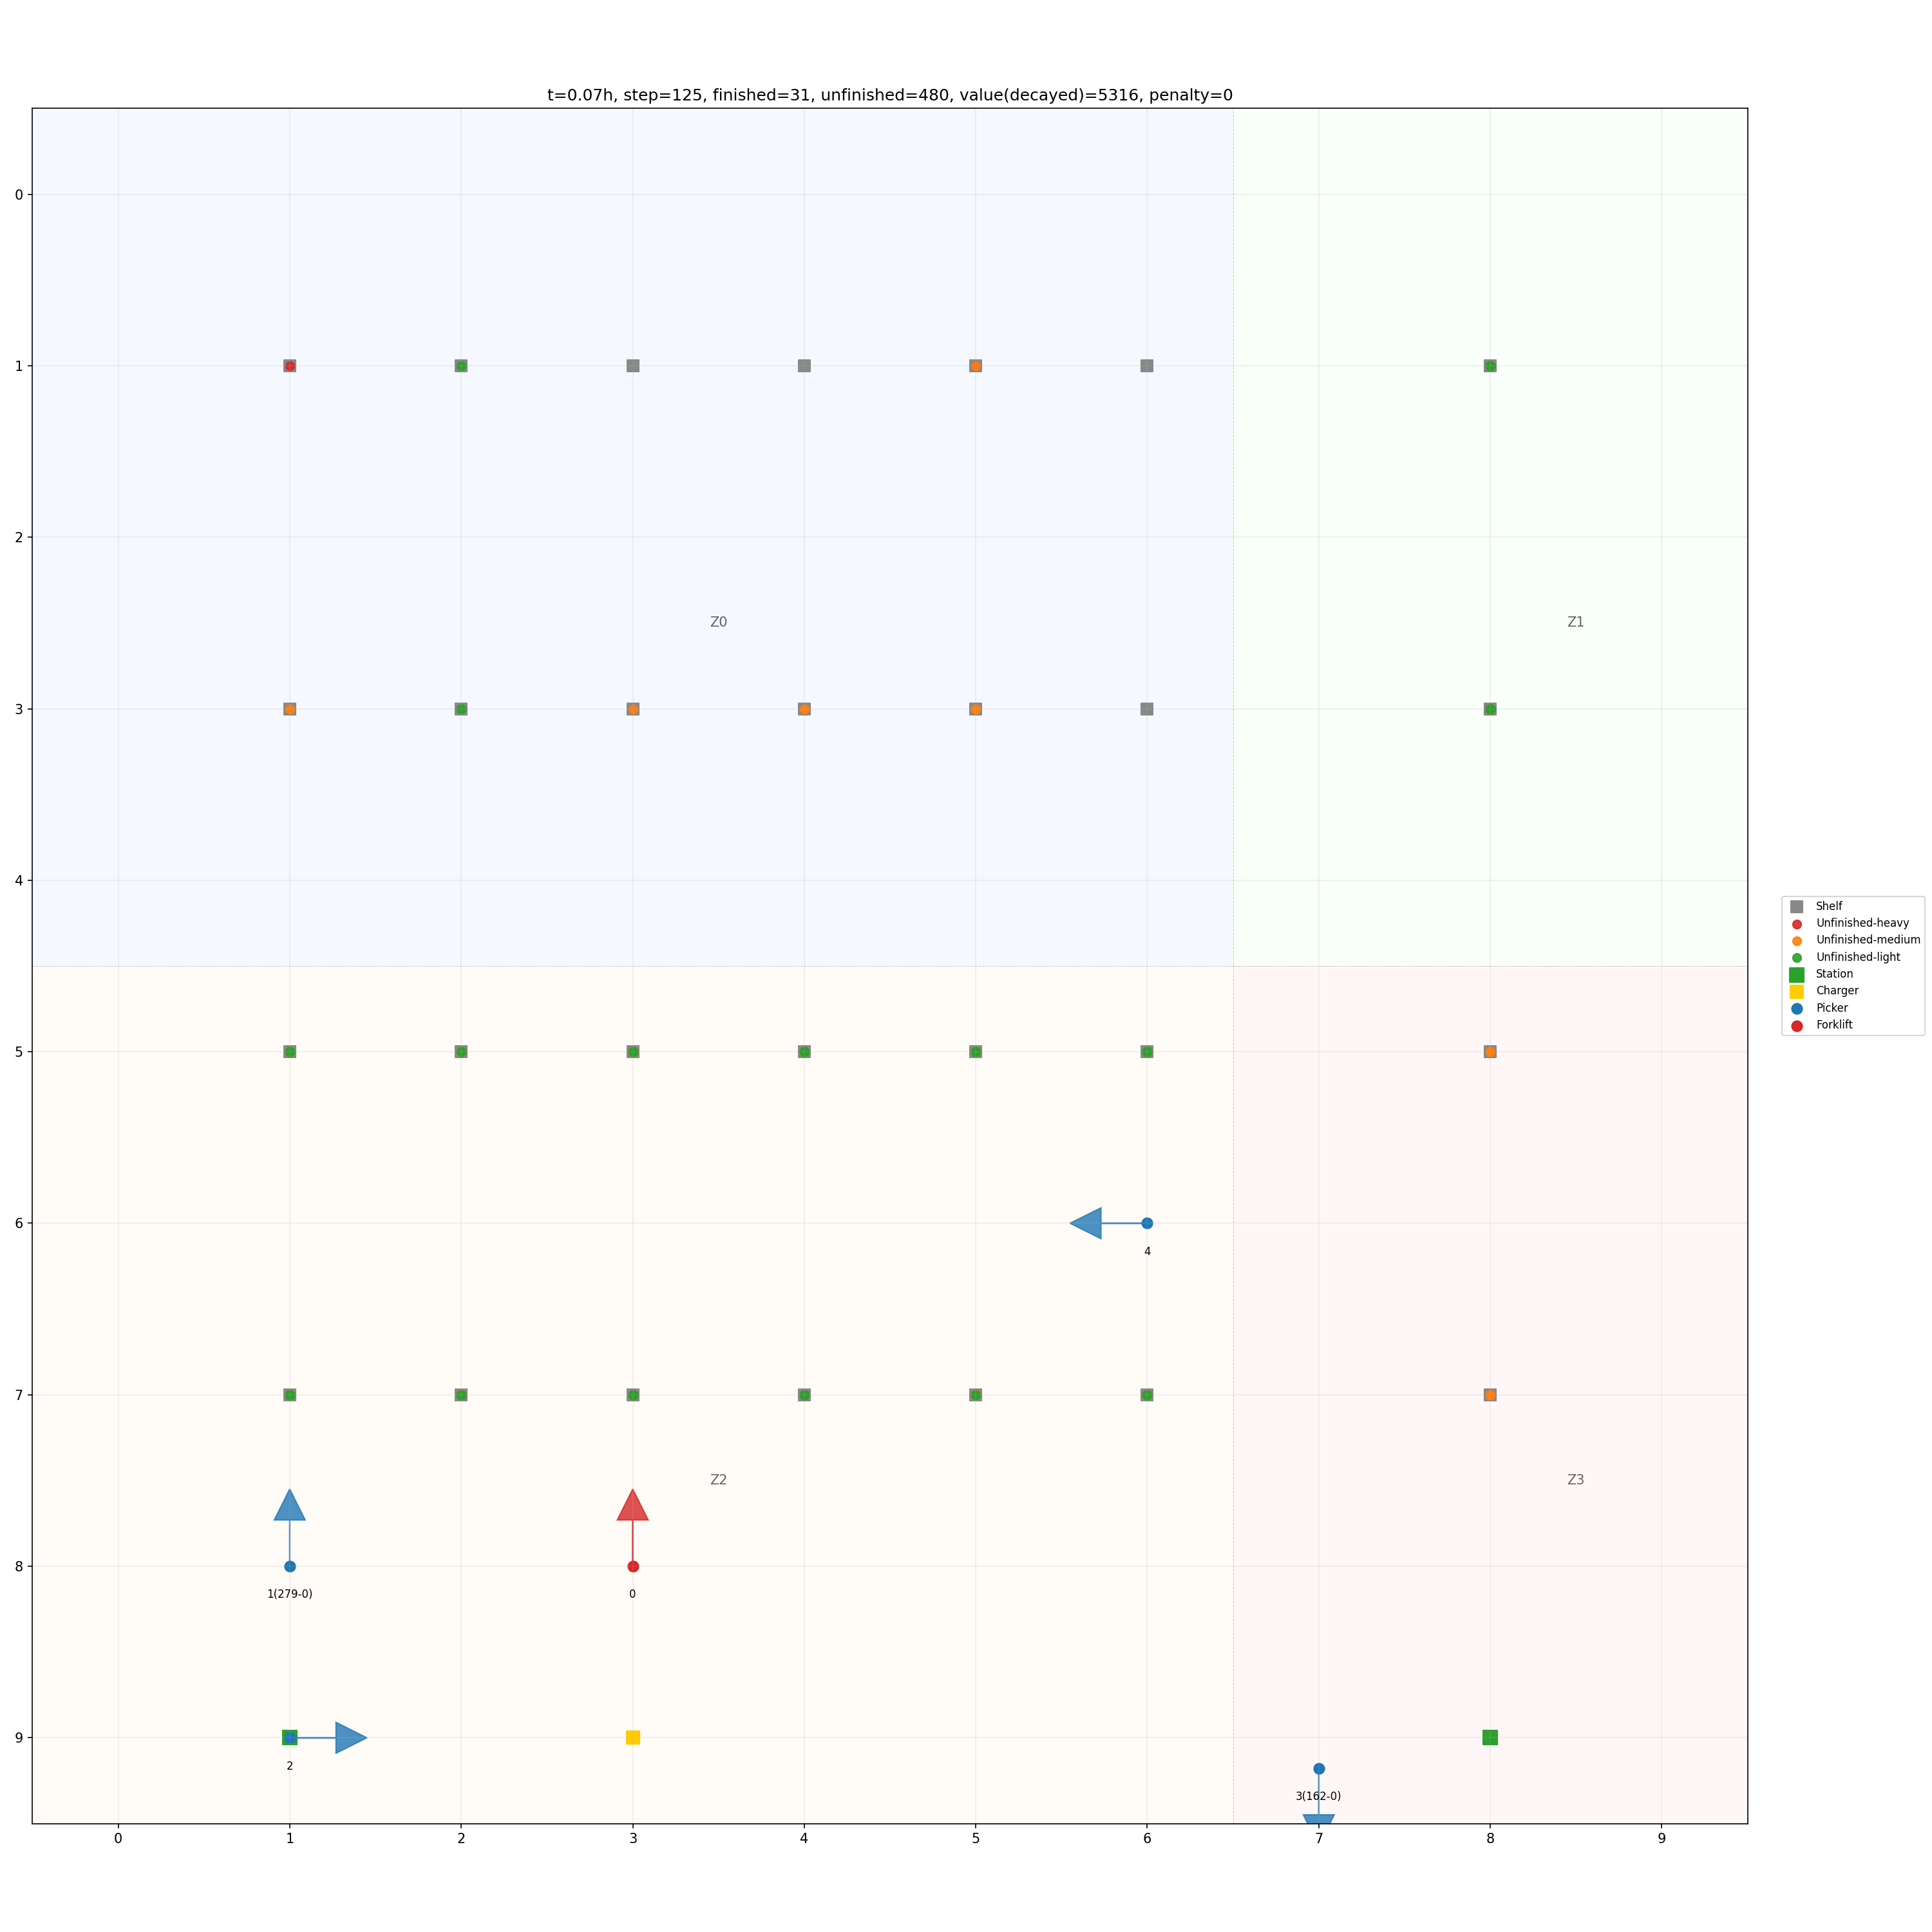 t=0.07h, step=125, finished=31, unfinished=480, value(decayed)=5316, penalty=0
0
1
2
Z0
Z1
3
4
Shelf
Unfinished-heavy
Unfinished-medium
Unfinished-light
Station
Charger
Picker
Forklift
5
6
4
7
Z2
Z3
8
1(279-0)
0
9
2
3(162-0)
0 1 2 3 4 5 6 7 8 9